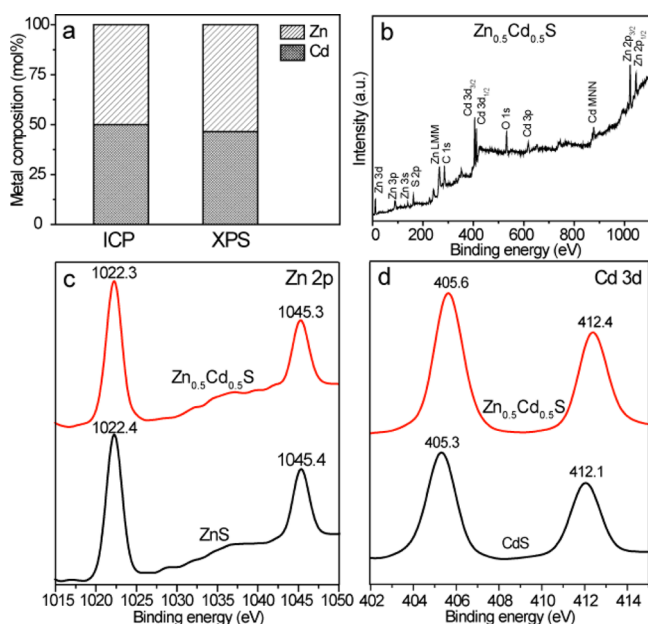 a
Zn
Cd
Metal composition (mol%)
100
75
50
25
0
ICP
XPS
b
Zn0.5Cd0.5S
Intensity (a.u.)
Zn 3d
Zn 3p
Zn3s
S 2p
Zn LMM
C 1s
Cd 3d3/2
Cd 3d1/2
O 1s
Cd 3p
Cd MNN
Zn 2p3/2
Zn 2p1/2
0 200 400 600 800 1000
Binding energy (eV)
c
Zn 2p
1022.3
1045.3
Zn0.5Cd0.5S
1022.4
1045.4
ZnS
1015 1020 1025 1030 1035 1040 1045 1050
Binding energy (eV)
d
Cd 3d
405.6
412.4
Zn0.5Cd0.5S
405.3
412.1
CdS
402 404 406 408 410 412 414
Binding energy (eV)